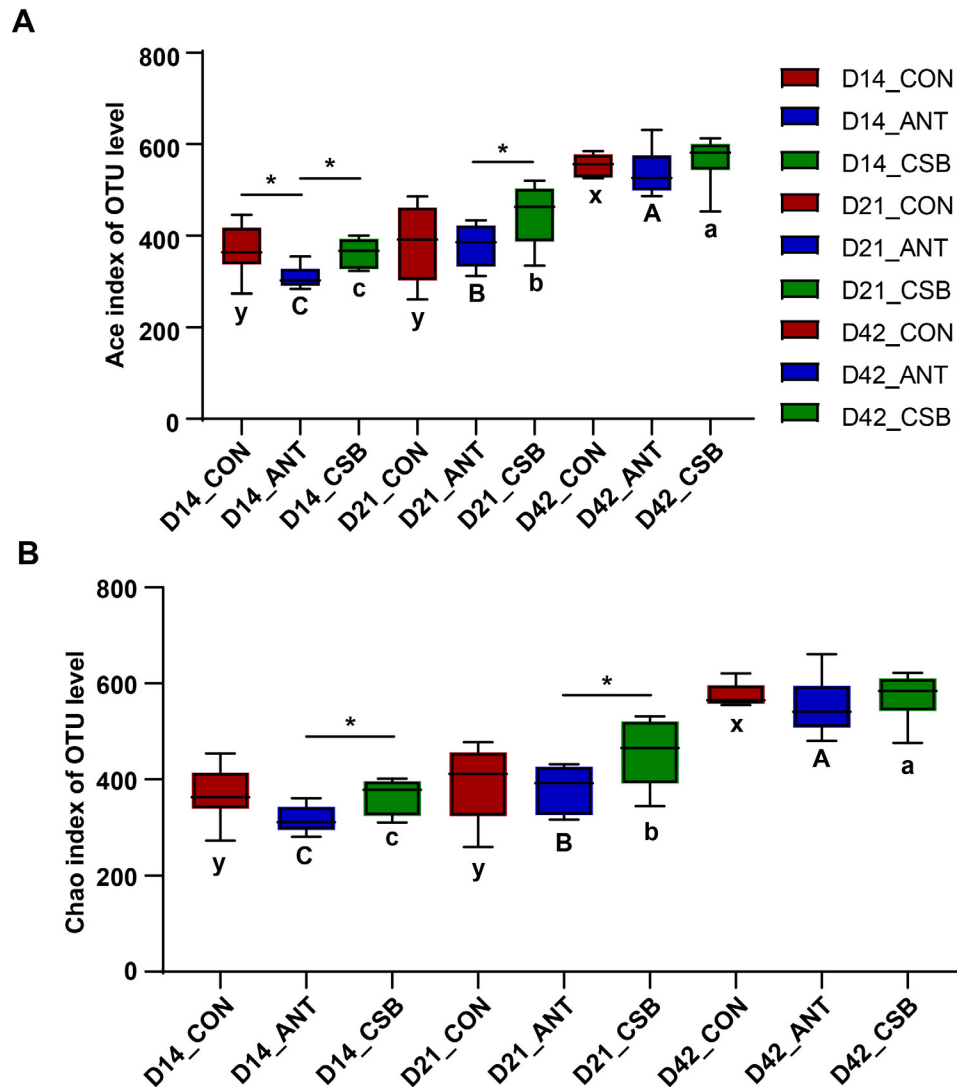 A
Ace index of OTU level
800
600
400
200
0
*
*
*
y
C
c
y
B
b
x
A
a
D14_CON
D14_ANT
D14_CSB
D21_CON
D21_ANT
D21_CSB
D42_CON
D42_ANT
D42_CSB
D14_CON
D14_ANT
D14_CSB
D21_CON
D21_ANT
D21_CSB
D42_CON
D42_ANT
D42_CSB
B
Chao index of OTU level
800
600
400
200
0
*
*
y
C
c
y
B
b
x
A
a
D14_CON
D14_ANT
D14_CSB
D21_CON
D21_ANT
D21_CSB
D42_CON
D42_ANT
D42_CSB